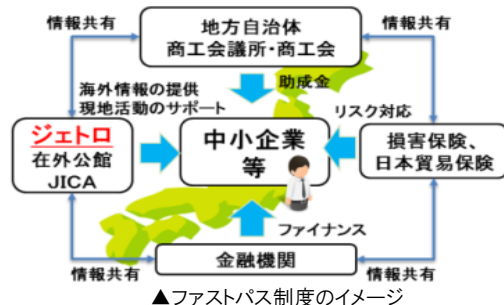 情報共有
地方自治体
商工会議所・商工会
情報共有
海外情報の提供
現地活動のサポート
助成金
リスク対応
ジェトロ
在外公館
JICA
中小企業
等
損害保険、
日本貿易保険
ファイナンス
情報共有
金融機関
情報共有
▲ファストパス制度のイメージ